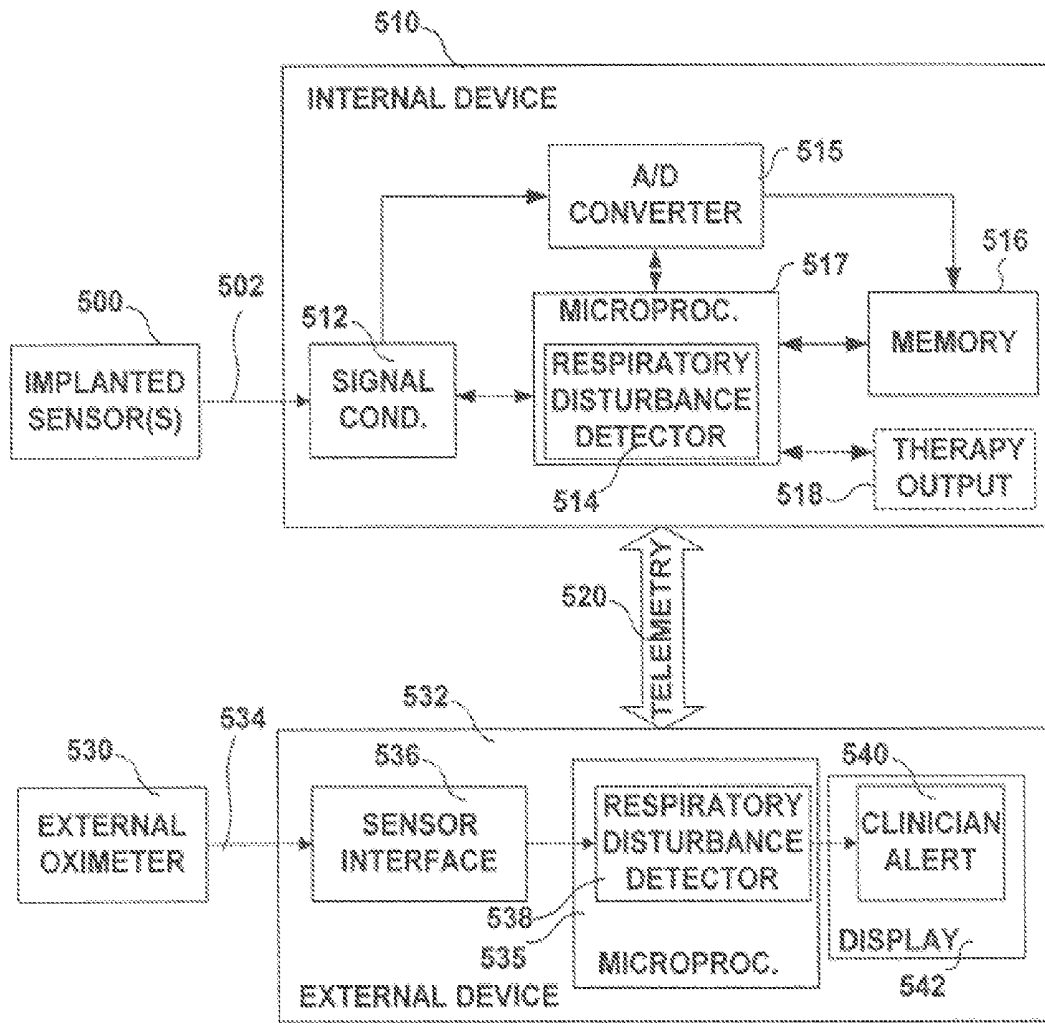 510
INTERNAL DEVICE
A/D
CONVERTER
515
516
517
502
500
512
MICROPROC.
MEMORY
IMPLANTED
SENSOR(S)
SIGNAL
COND.
RESPIRATORY
DISTURBANCE
DETECTOR
514
THERAPY
OUTPUT
518
520
TELEMETRY
532
534
530
536
540
EXTERNAL
OXIMETER
SENSOR
INTERFACE
RESPIRATORY
DISTURBANCE
DETECTOR
CLINICIAN
ALERT
538
535
MICROPROC.
DISPLAY
542
EXTERNAL DEVICE